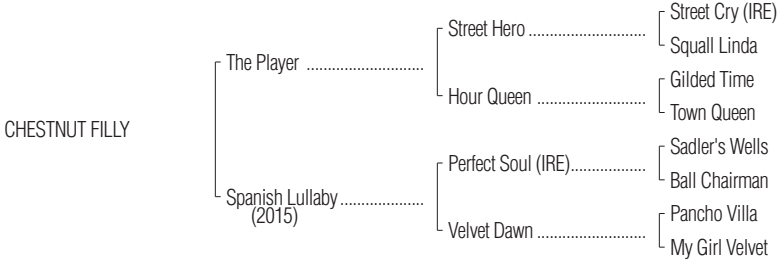 Street Cry (IRE)
Street Hero ............................
Squall Linda
The Player ............................
Gilded Time
Hour Queen ..........................
Town Queen
CHESTNUT FILLY
Sadler's Wells
Perfect Soul (IRE)..................
Ball Chairman
Spanish Lullaby ....................
(2015)
Pancho Villa
Velvet Dawn ..........................
My Girl Velvet